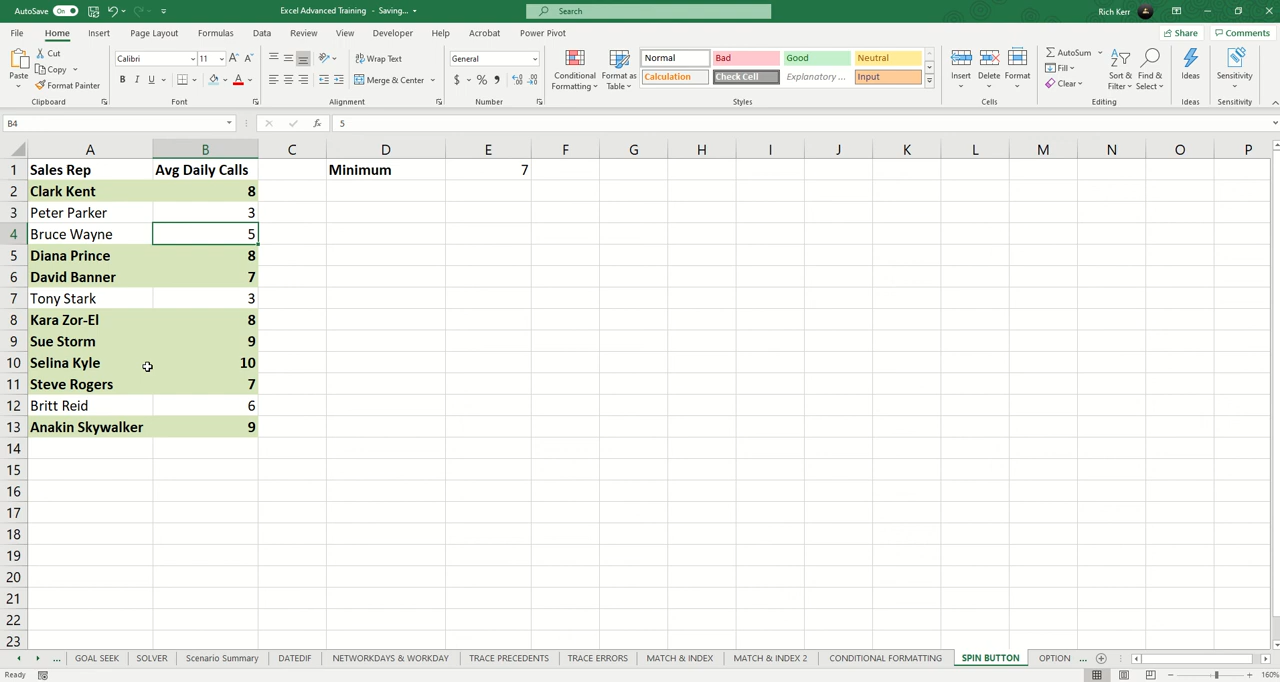 AutoSave On Excel Advanced Training - Saving... Search Rich Kerr
File Home Insert Page Layout Formulas Data Review View Developer Help Acrobat Power Pivot Share Comments
Paste Cut Copy Format Painter
Calibri 11 B I U
Wrap Text Merge & Center
General $ % 9
Conditional Formatting Format as Table
Normal Bad Good Neutral
Calculation Check Cell Explanatory ... Input
Insert Delete Format
AutoSum Fill Clear Sort & Filter Find & Select
Ideas Sensitivity
Clipboard Font Alignment Number Styles Cells Editing Ideas Sensitivity
B4 fx 5
A B C D E F G H I J K L M N O P
1 Sales Rep Avg Daily Calls Minimum 7
2 Clark Kent 8
3 Peter Parker 3
4 Bruce Wayne 5
5 Diana Prince 8
6 David Banner 7
7 Tony Stark 3
8 Kara Zor-El 8
9 Sue Storm 9
10 Selina Kyle 10
11 Steve Rogers 7
12 Britt Reid 6
13 Anakin Skywalker 9
14
15
16
17
18
19
20
21
22
23
... GOAL SEEK SOLVER Scenario Summary DATEDIF NETWORKDAYS & WORKDAY TRACE PRECEDENTS TRACE ERRORS MATCH & INDEX MATCH & INDEX 2 CONDITIONAL FORMATTING SPIN BUTTON OPTION ...
Ready 160%